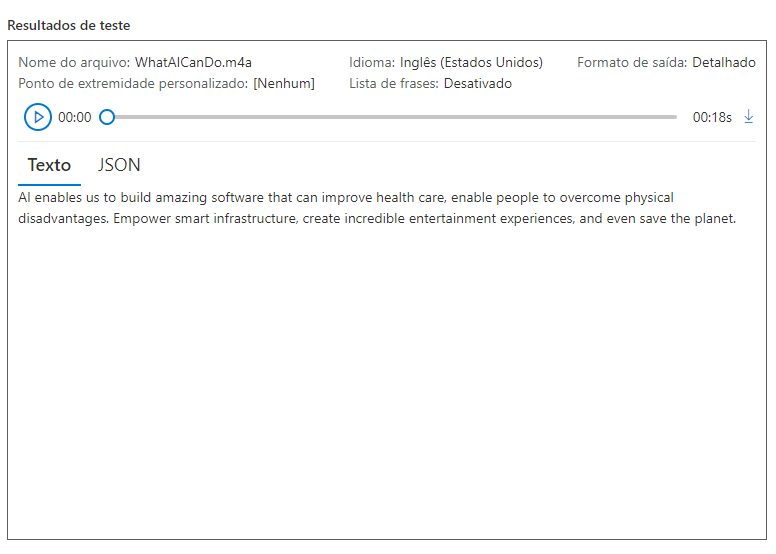 Resultados de teste
Nome do arquivo: WhatAICanDo.m4a Idioma: Inglês (Estados Unidos) Formato de saída: Detalhado
Ponto de extremidade personalizado: [Nenhum] Lista de frases: Desativado
00:00 00:18s
Texto JSON
AI enables us to build amazing software that can improve health care, enable people to overcome physical
disadvantages. Empower smart infrastructure, create incredible entertainment experiences, and even save the planet.